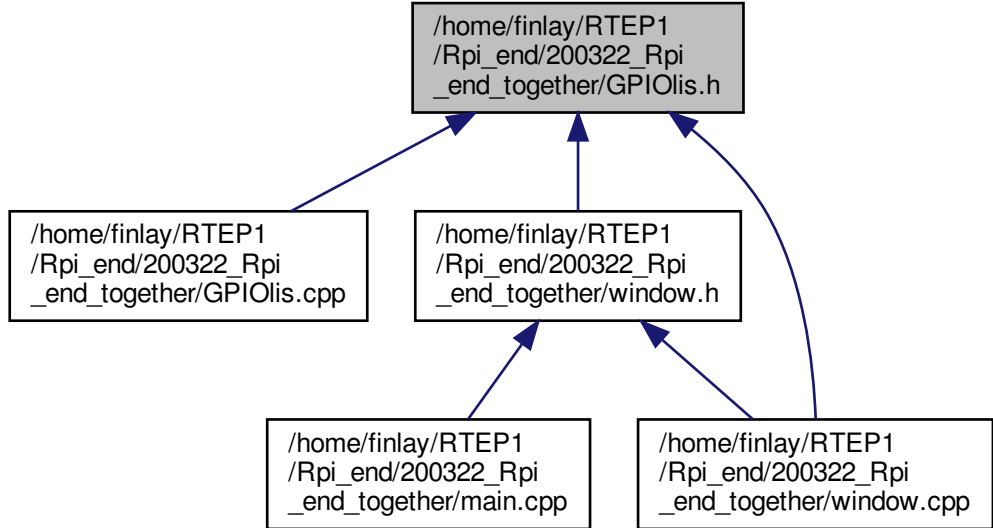 /home/finlay/RTEP1
/Rpi_end/200322_Rpi
_end_together/GPIOlis.h
/home/finlay/RTEP1
/Rpi_end/200322_Rpi
_end_together/GPIOlis.cpp
/home/finlay/RTEP1
/Rpi_end/200322_Rpi
_end_together/window.h
/home/finlay/RTEP1
/Rpi_end/200322_Rpi
_end_together/main.cpp
/home/finlay/RTEP1
/Rpi_end/200322_Rpi
_end_together/window.cpp